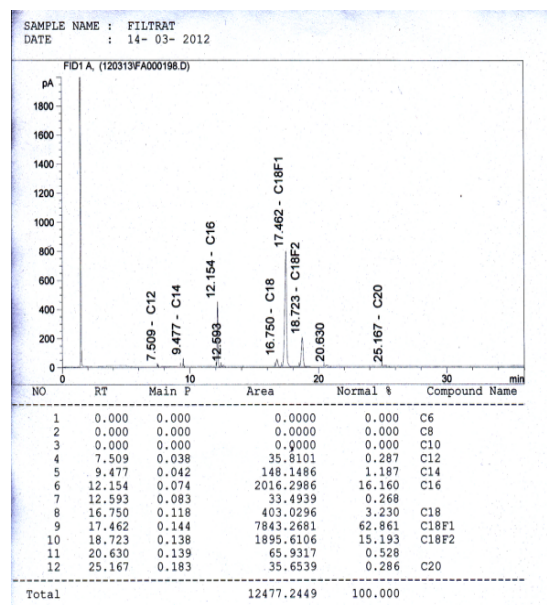 SAMPLE NAME : FILTRAT
DATE : 14- 03- 2012
FID1 A, (120313\FA000198.D)
pA
1800
1600
1400
1200
1000
800
600
400
200
0
7.509 - C12
9.477 - C14
12.154 - C16
12.593
16.750 - C18
17.462 - C18F1
18.723 - C18F2
20.630
25.167 - C20
0 10 20 30 min
NO RT Main P Area Normal % Compound Name
1 0.000 0.000 0.0000 0.000 C6
2 0.000 0.000 0.0000 0.000 C8
3 0.000 0.000 0.0000 0.000 C10
4 7.509 0.038 35.8101 0.287 C12
5 9.477 0.042 148.1486 1.187 C14
6 12.154 0.074 2016.2986 16.160 C16
7 12.593 0.083 33.4939 0.268
8 16.750 0.118 403.0296 3.230 C18
9 17.462 0.144 7843.2681 62.861 C18F1
10 18.723 0.138 1895.6106 15.193 C18F2
11 20.630 0.139 65.9317 0.528
12 25.167 0.183 35.6539 0.286 C20
Total 12477.2449 100.000